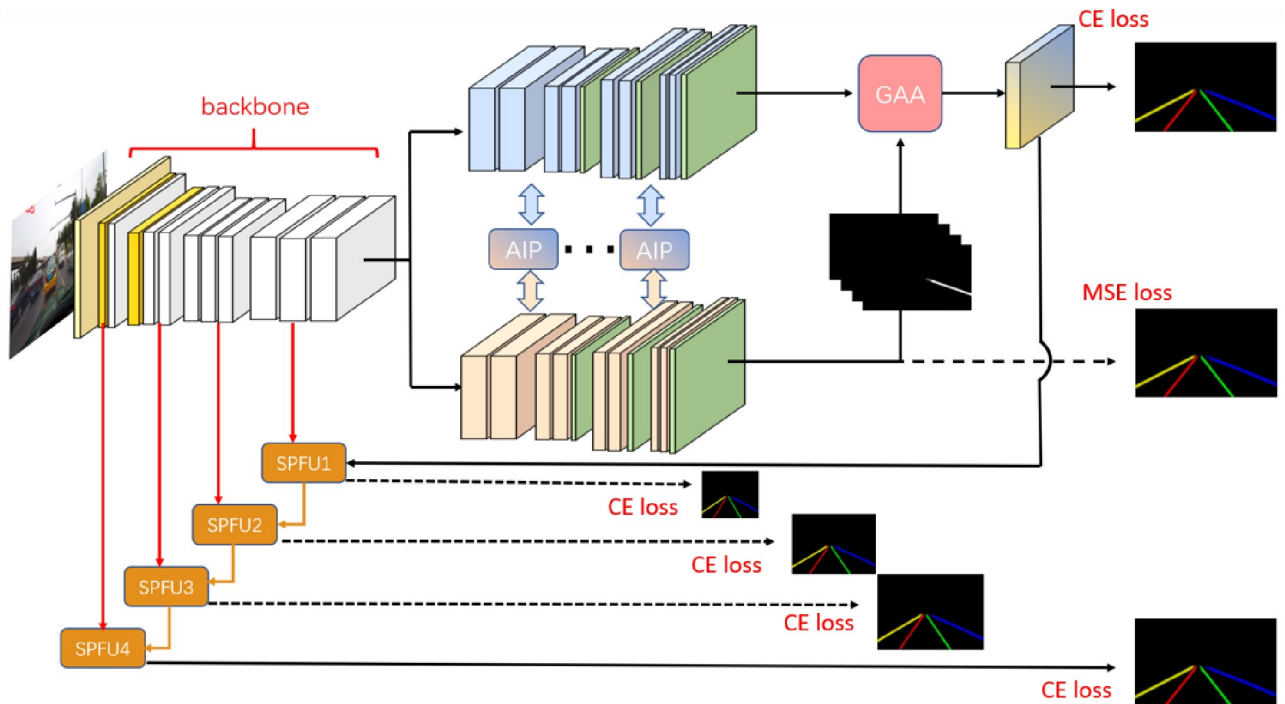 CE loss
backbone
GAA
AIP
AIP
MSE loss
SPFU1
CE loss
SPFU2
CE loss
SPFU3
CE loss
SPFU4
CE loss